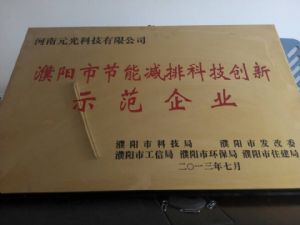 河南元光科技有限公司
濮阳市节能减排科技创新
示范企业
濮阳市科技局 濮阳市发改委
濮阳市工信局 濮阳市环保局 濮阳市住建局
二〇一三年七月